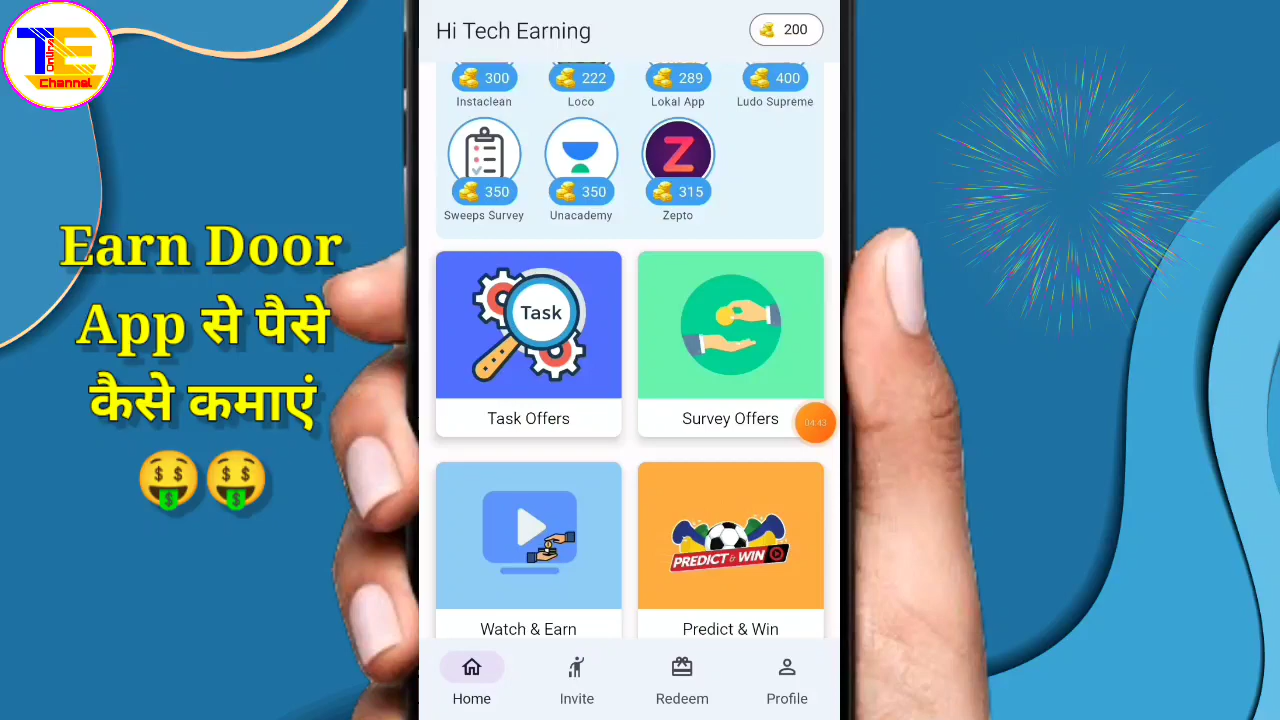 TE
Online
Channel
Earn Door
App से पैसे
कैसे कमाएं
Hi Tech Earning
200
300
222
289
400
Instaclean
Loco
Lokal App
Ludo Supreme
Z
350
350
315
Sweeps Survey
Unacademy
Zepto
Task
Task Offers
Survey Offers
04:43
PREDICT & WIN
Watch & Earn
Predict & Win
Home
Invite
Redeem
Profile